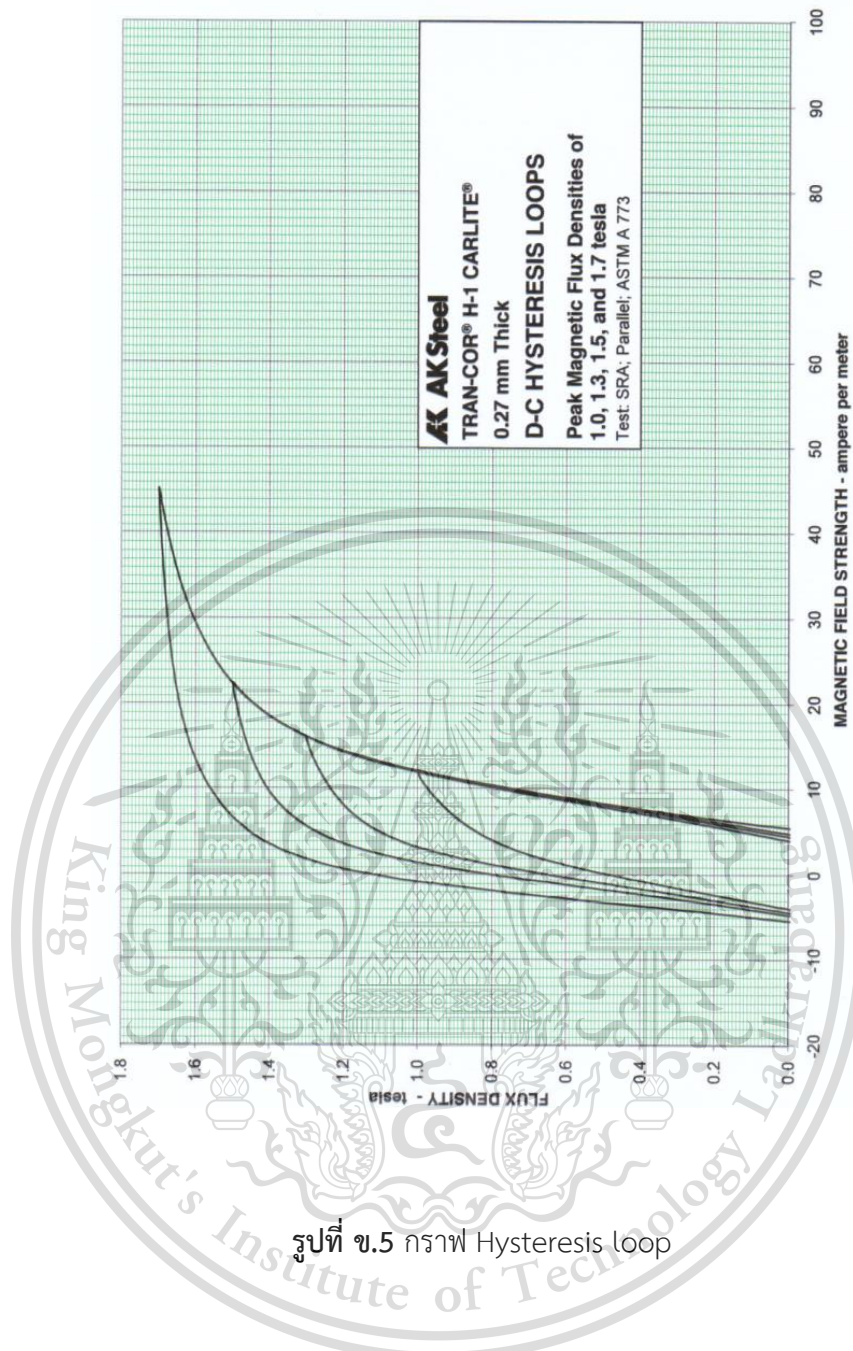 AK Steel
TRAN-COR® H-1 CARLITE®
0.27 mm Thick
D-C HYSTERESIS LOOPS
Peak Magnetic Flux Densities of
1.0, 1.3, 1.5, and 1.7 tesla
Test: SRA; Parallel; ASTM A 773
FLUX DENSITY - tesla
1.8
1.6
1.4
1.2
1.0
0.8
0.6
0.4
0.2
0.0
-20
-10
0
10
20
30
40
50
60
70
80
90
100
MAGNETIC FIELD STRENGTH - ampere per meter
King Mongkut's Institute of Technology Ladkrabang
รูปที่ ข.5 กราฟ Hysteresis loop